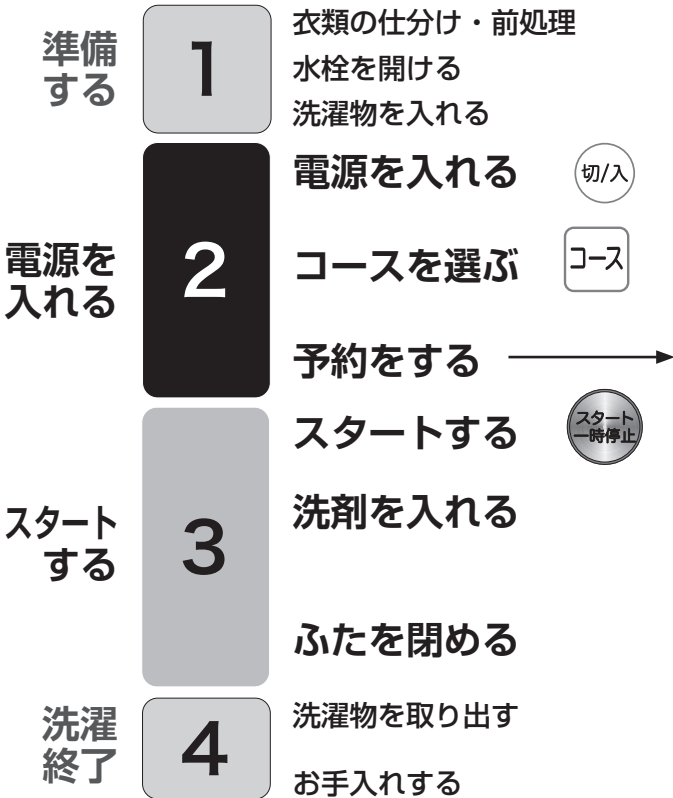 準備
する
1
衣類の仕分け・前処理
水栓を開ける
洗濯物を入れる
電源を
入れる
2
電源を入れる
切/入
コースを選ぶ
コース
予約をする
スタート
する
3
スタートする
スタート
一時停止
洗剤を入れる
ふたを閉める
洗濯
終了
4
洗濯物を取り出す
お手入れする